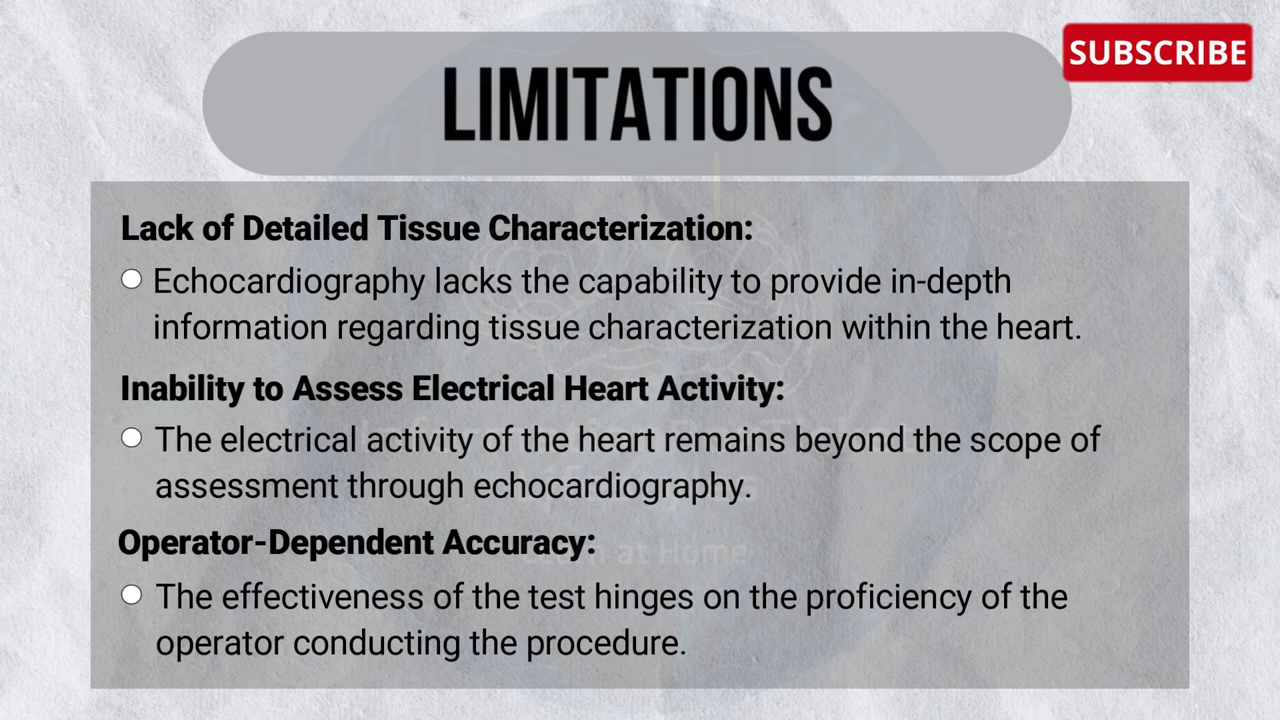 SUBSCRIBE
LIMITATIONS
Lack of Detailed Tissue Characterization:
Echocardiography lacks the capability to provide in-depth
information regarding tissue characterization within the heart.
Inability to Assess Electrical Heart Activity:
The electrical activity of the heart remains beyond the scope of
assessment through echocardiography.
Operator-Dependent Accuracy:
at Home
The effectiveness of the test hinges on the proficiency of the
operator conducting the procedure.